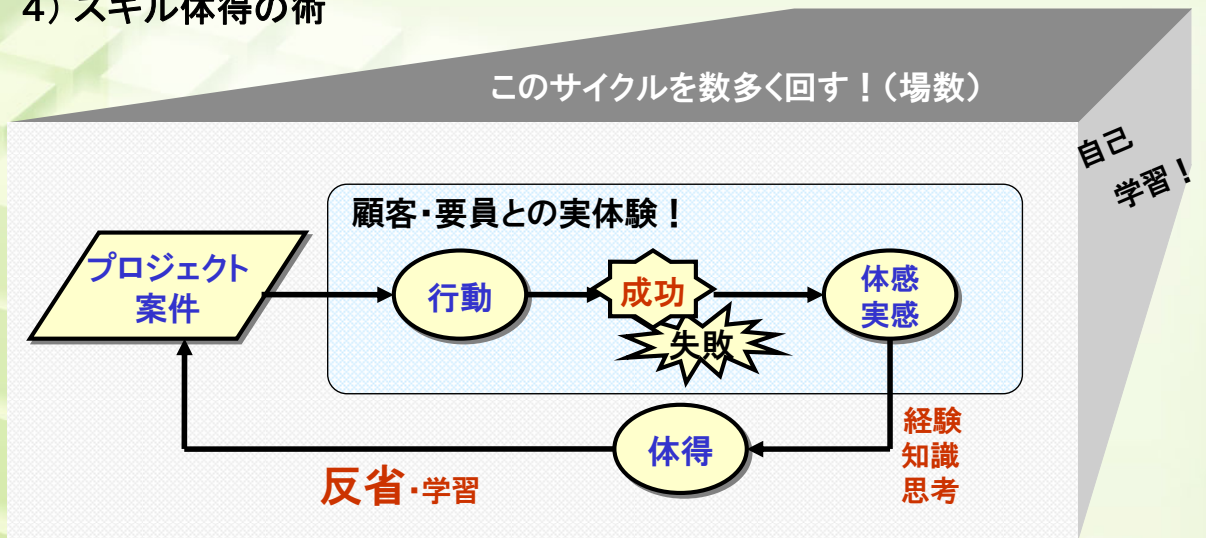 4）スキル体得の術
このサイクルを数多く回す！（場数）
自己
学習！
顧客・要員との実体験！
プロジェクト
案件
行動
成功
失敗
体感
実感
経験
知識
思考
体得
反省・学習